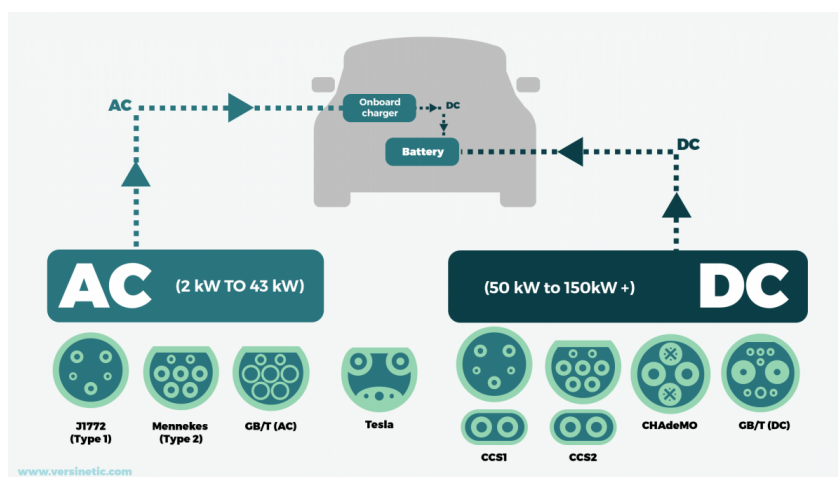 AC
Onboard
charger
DC
Battery
DC
AC (2 kW TO 43 kW)
(50 kW to 150kW +) DC
J1772
(Type 1)
Mennekes
(Type 2)
GB/T (AC)
Tesla
CCS1
CCS2
CHAdeMO
GB/T (DC)
www.versinetic.com